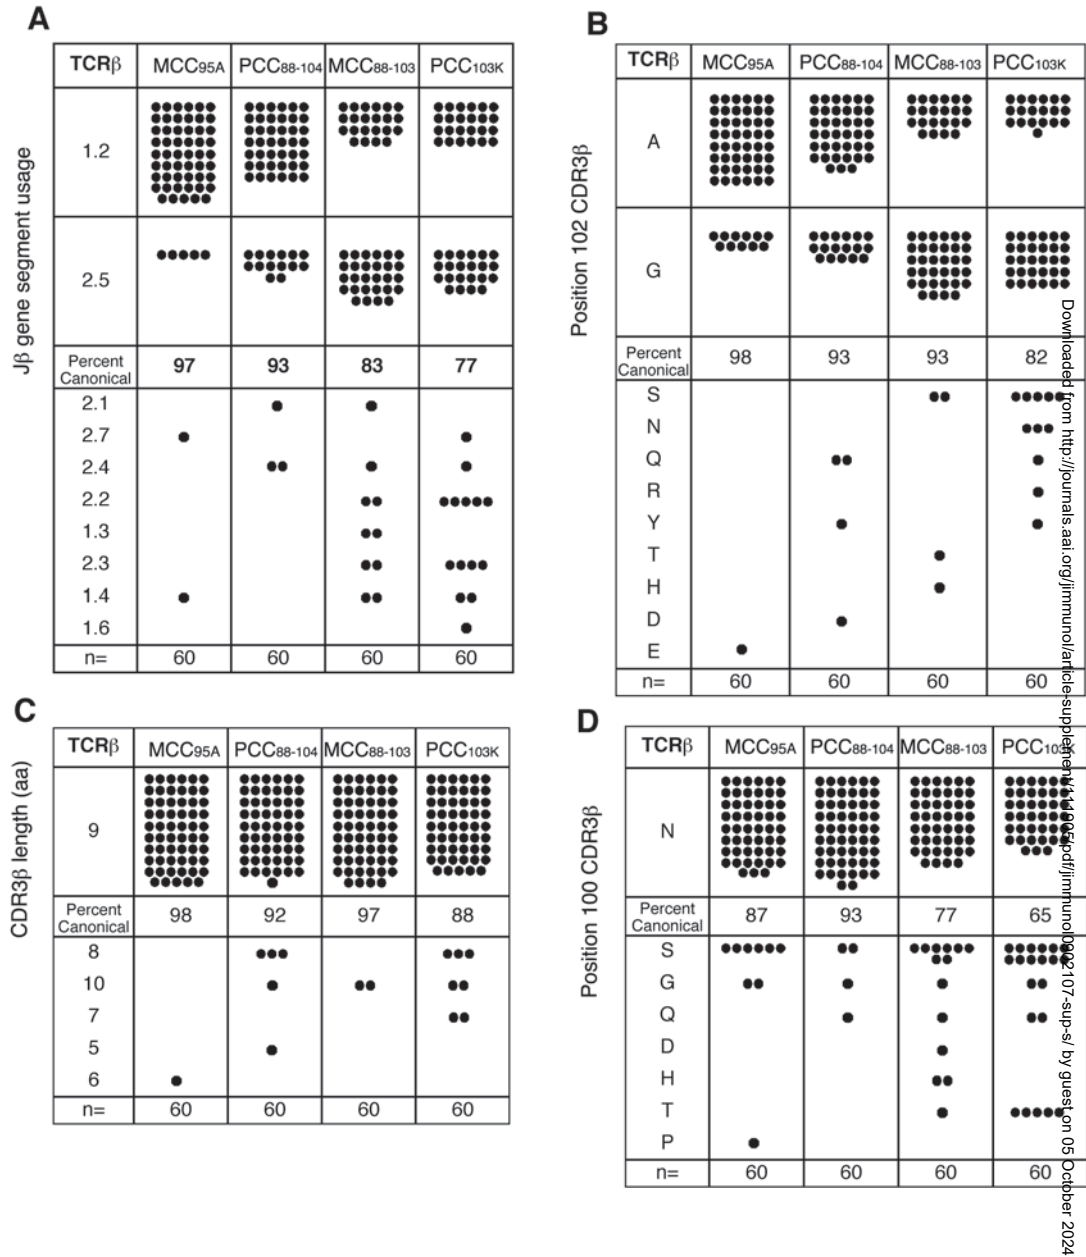 A
TCRβ MCC95A PCC88-104 MCC88-103 PCC103K
Jβ gene segment usage
1.2
2.5
Percent Canonical 97 93 83 77
2.1
2.7
2.4
2.2
1.3
2.3
1.4
1.6
n= 60 60 60 60
B
TCRβ MCC95A PCC88-104 MCC88-103 PCC103K
Position 102 CDR3β
A
G
Percent Canonical 98 93 93 82
S
N
Q
R
Y
T
H
D
E
n= 60 60 60 60
C
TCRβ MCC95A PCC88-104 MCC88-103 PCC103K
CDR3β length (aa)
9
Percent Canonical 98 92 97 88
8
10
7
5
6
n= 60 60 60 60
D
TCRβ MCC95A PCC88-104 MCC88-103 PCC103K
Position 100 CDR3β
N
Percent Canonical 87 93 77 65
S
G
Q
D
H
T
P
n= 60 60 60 60
Downloaded from http://journals.aai.org/jimmunol/article-supplement/111905/pdf/jimmunol0902107-sup-s/ by guest on 05 October 2024